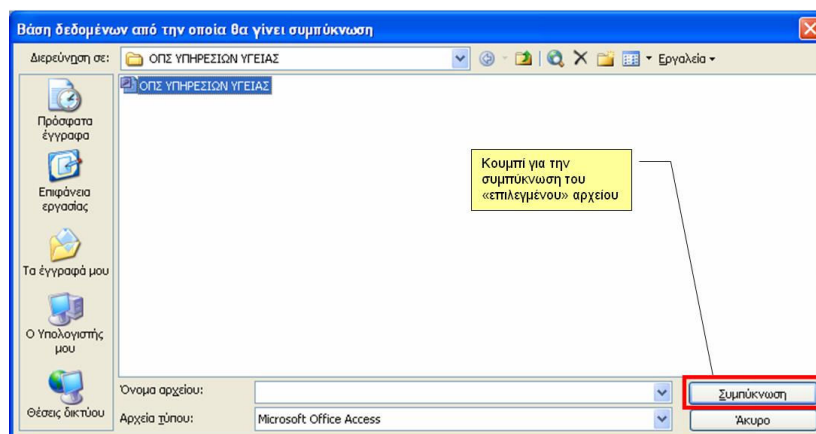 Βάση δεδομένων από την οποία θα γίνει συμπύκνωση
Διερεύνηση σε: ΟΠΣ ΥΠΗΡΕΣΙΩΝ ΥΓΕΙΑΣ Εργαλεία
ΟΠΣ ΥΠΗΡΕΣΙΩΝ ΥΓΕΙΑΣ
Πρόσφατα
έγγραφα
Επιφάνεια
εργασίας
Τα έγγραφά μου
Ο Υπολογιστής
μου
Θέσεις δικτύου
Κουμπί για την
συμπύκνωση του
«επιλεγμένου» αρχείου
Όνομα αρχείου:
Συμπύκνωση
Αρχεία τύπου: Microsoft Office Access
Άκυρο